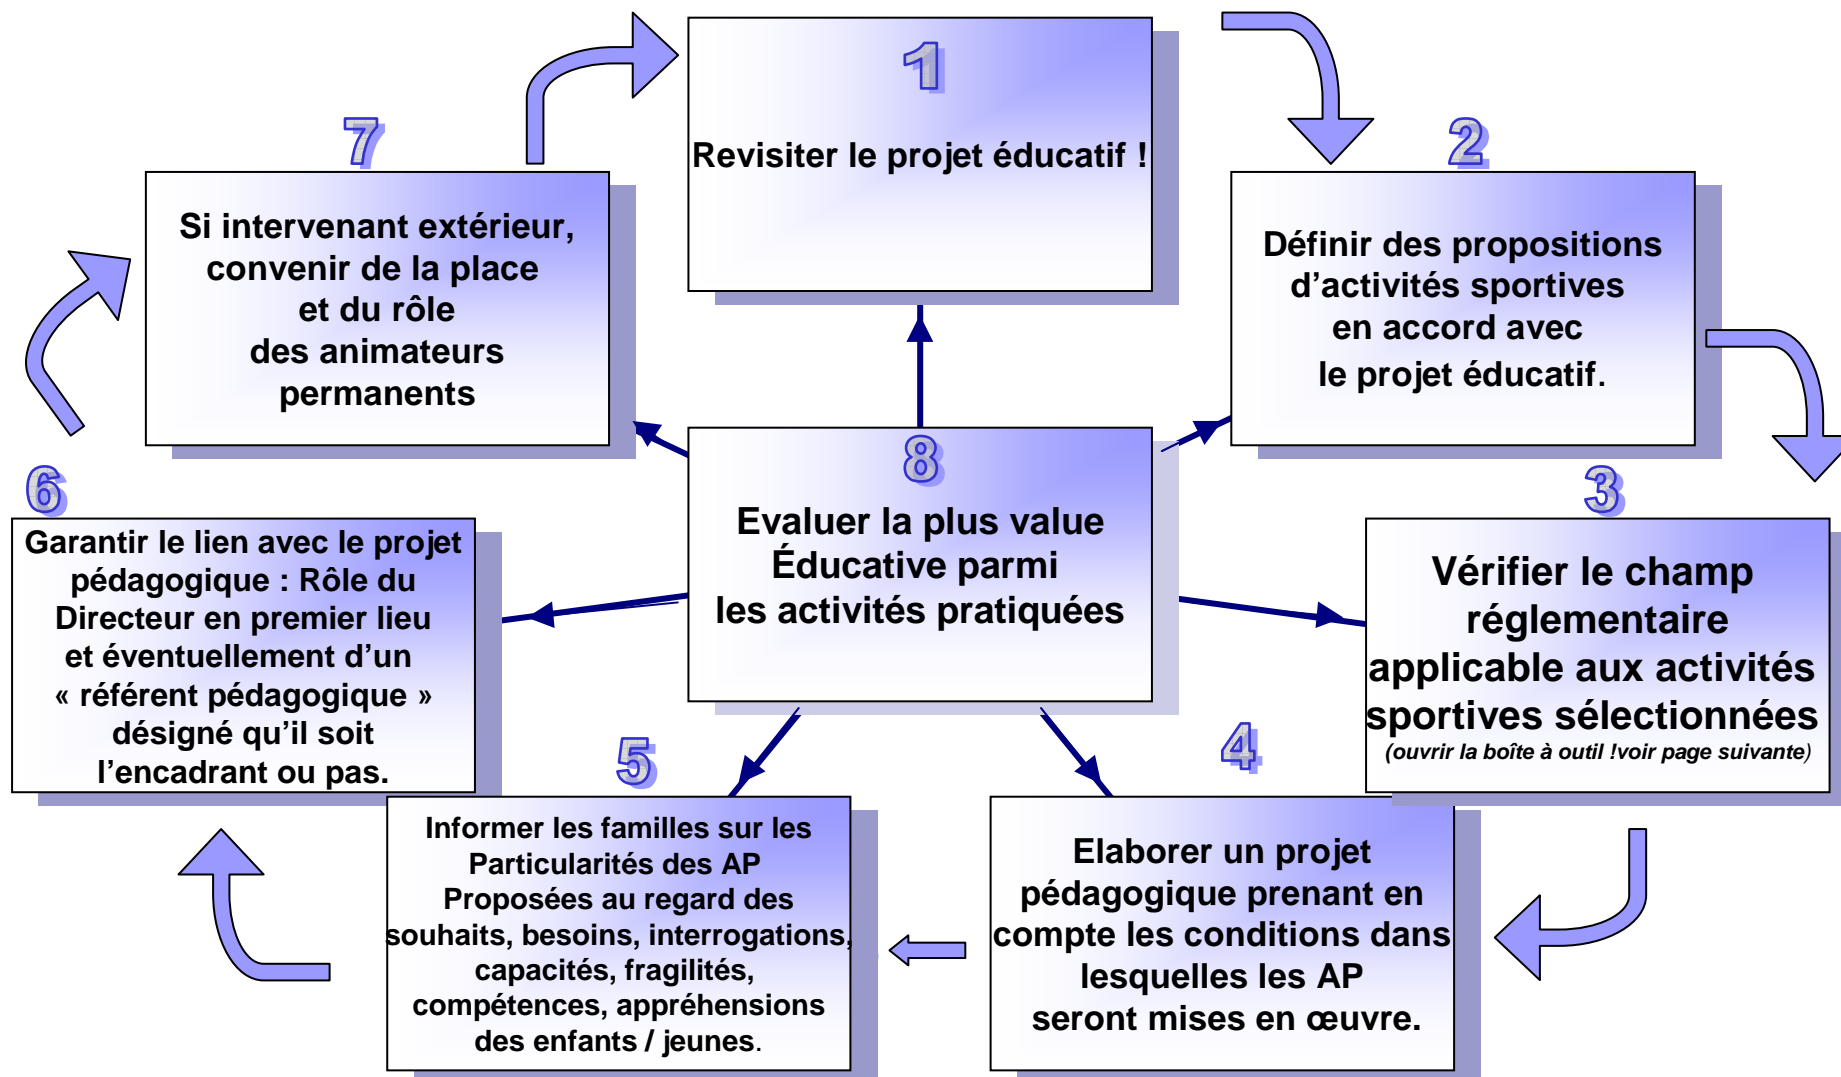 1
Revisiter le projet éducatif !
2
Définir des propositions
d’activités sportives
en accord avec
le projet éducatif.
3
Vérifier le champ
réglementaire
applicable aux activités
sportives sélectionnées
(ouvrir la boîte à outil !voir page suivante)
4
Elaborer un projet
pédagogique prenant en
compte les conditions dans
lesquelles les AP
seront mises en œuvre.
5
Informer les familles sur les
Particularités des AP
Proposées au regard des
souhaits, besoins, interrogations,
capacités, fragilités,
compétences, appréhensions
des enfants / jeunes.
6
Garantir le lien avec le projet
pédagogique : Rôle du
Directeur en premier lieu
et éventuellement d’un
« référent pédagogique »
désigné qu’il soit
l’encadrant ou pas.
7
Si intervenant extérieur,
convenir de la place
et du rôle
des animateurs
permanents
8
Evaluer la plus value
Éducative parmi
les activités pratiquées